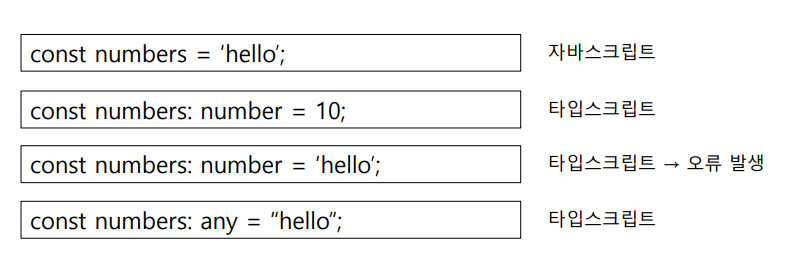 const numbers = ‘hello’; 자바스크립트
const numbers: number = 10; 타입스크립트
const numbers: number = ‘hello’; 타입스크립트 → 오류 발생
const numbers: any = “hello”; 타입스크립트